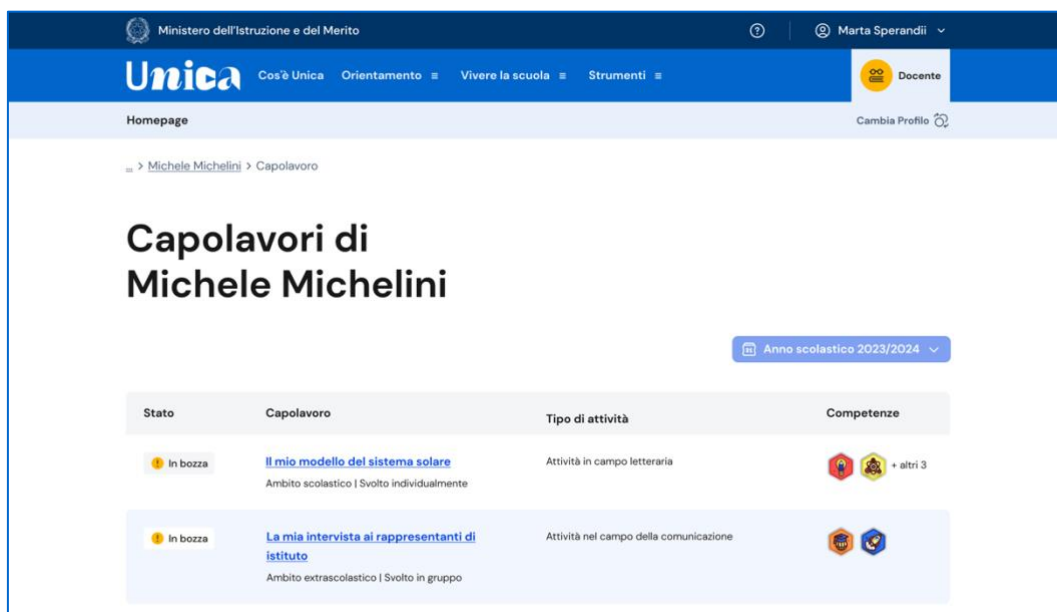 Ministero dell'Istruzione e del Merito
Marta Sperandii
Unica Cos'è Unica Orientamento Vivere la scuola Strumenti Docente
Homepage Cambia Profilo
... > Michele Michelini > Capolavoro
Capolavori di
Michele Michelini
Anno scolastico 2023/2024
Stato Capolavoro Tipo di attività Competenze
In bozza Il mio modello del sistema solare Attività in campo letteraria + altri 3
Ambito scolastico | Svolto individualmente
In bozza La mia intervista ai rappresentanti di Attività nel campo della comunicazione
istituto
Ambito extrascolastico | Svolto in gruppo